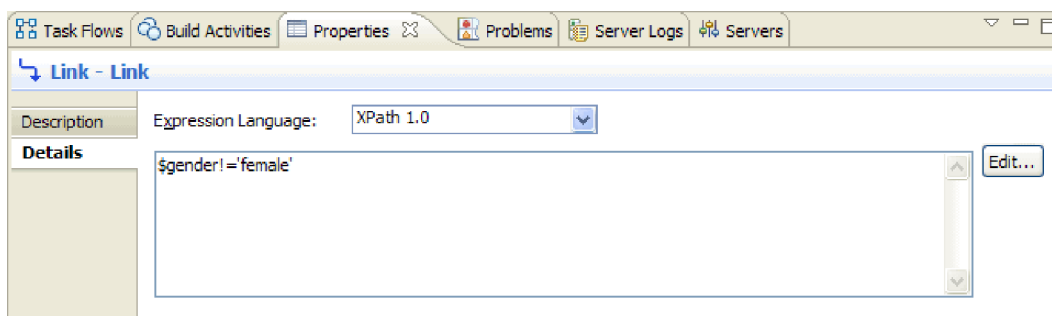 Task Flows Build Activities Properties Problems Server Logs Servers
Link - Link
Description
Details
Expression Language: XPath 1.0
$gender!='female'
Edit...